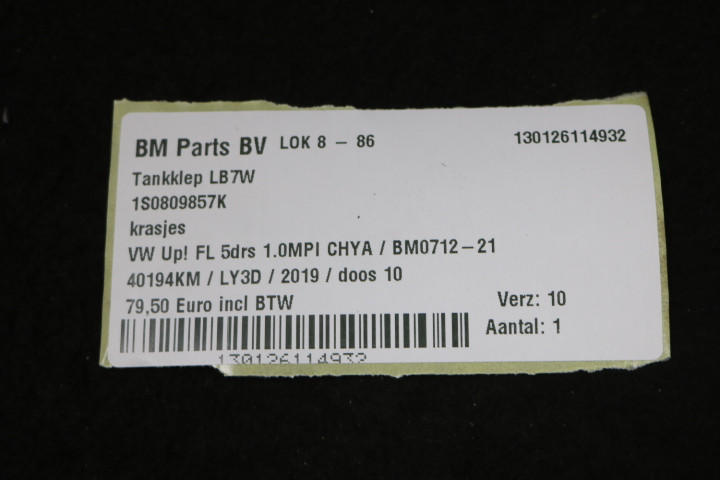 BM Parts BV LOK 8 – 86 130126114932
Tankklep LB7W
1S0809857K
krasjes
VW Up! FL 5drs 1.0MPI CHYA / BM0712–21
40194KM / LY3D / 2019 / doos 10
79,50 Euro incl BTW Verz: 10
Aantal: 1
130126114932